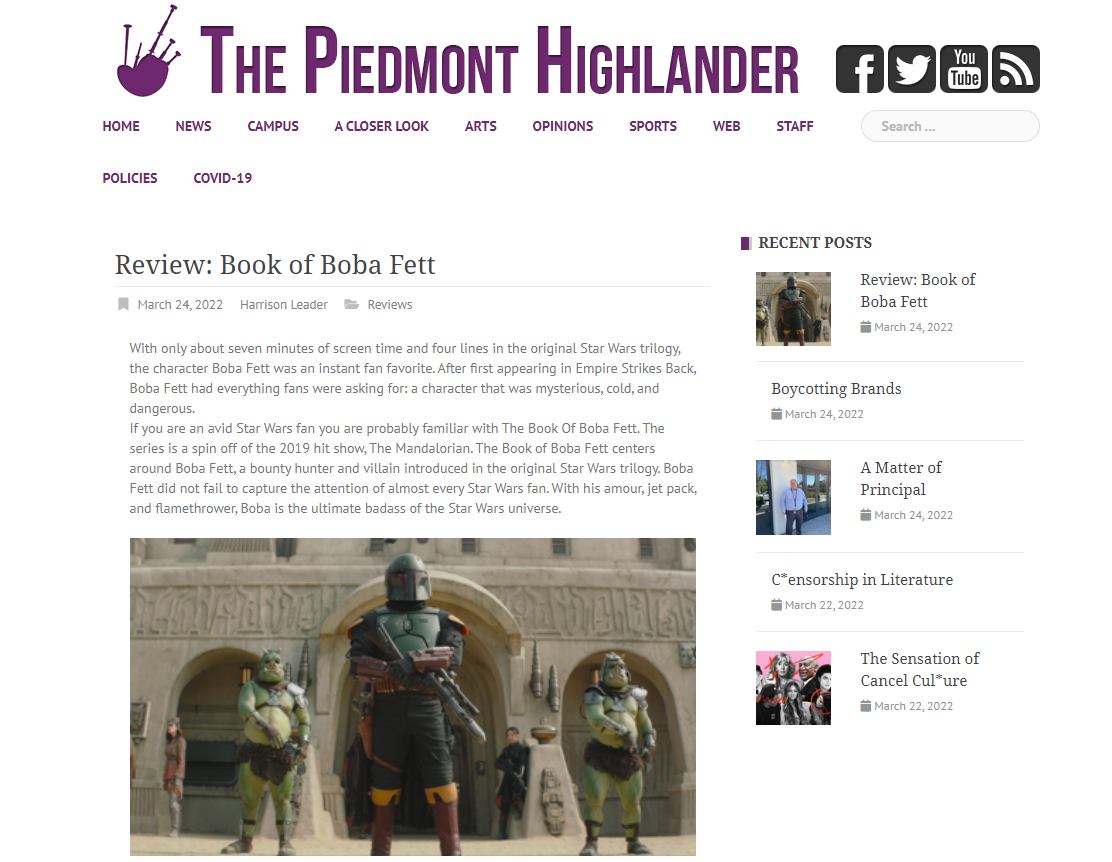 THE PIEDMONT HIGHLANDER
You
Tube
HOME NEWS CAMPUS A CLOSER LOOK ARTS OPINIONS SPORTS WEB STAFF
Search ...
POLICIES COVID-19
Review: Book of Boba Fett
March 24, 2022 Harrison Leader Reviews
With only about seven minutes of screen time and four lines in the original Star Wars trilogy,
the character Boba Fett was an instant fan favorite. After first appearing in Empire Strikes Back,
Boba Fett had everything fans were asking for: a character that was mysterious, cold, and
dangerous.
If you are an avid Star Wars fan you are probably familiar with The Book Of Boba Fett. The
series is a spin off of the 2019 hit show, The Mandalorian. The Book of Boba Fett centers
around Boba Fett, a bounty hunter and villain introduced in the original Star Wars trilogy. Boba
Fett did not fail to capture the attention of almost every Star Wars fan. With his amour, jet pack,
and flamethrower, Boba is the ultimate badass of the Star Wars universe.
RECENT POSTS
Review: Book of
Boba Fett
March 24, 2022
Boycotting Brands
March 24, 2022
A Matter of
Principal
March 24, 2022
C*ensorship in Literature
March 22, 2022
The Sensation of
Cancel Cul*ure
March 22, 2022